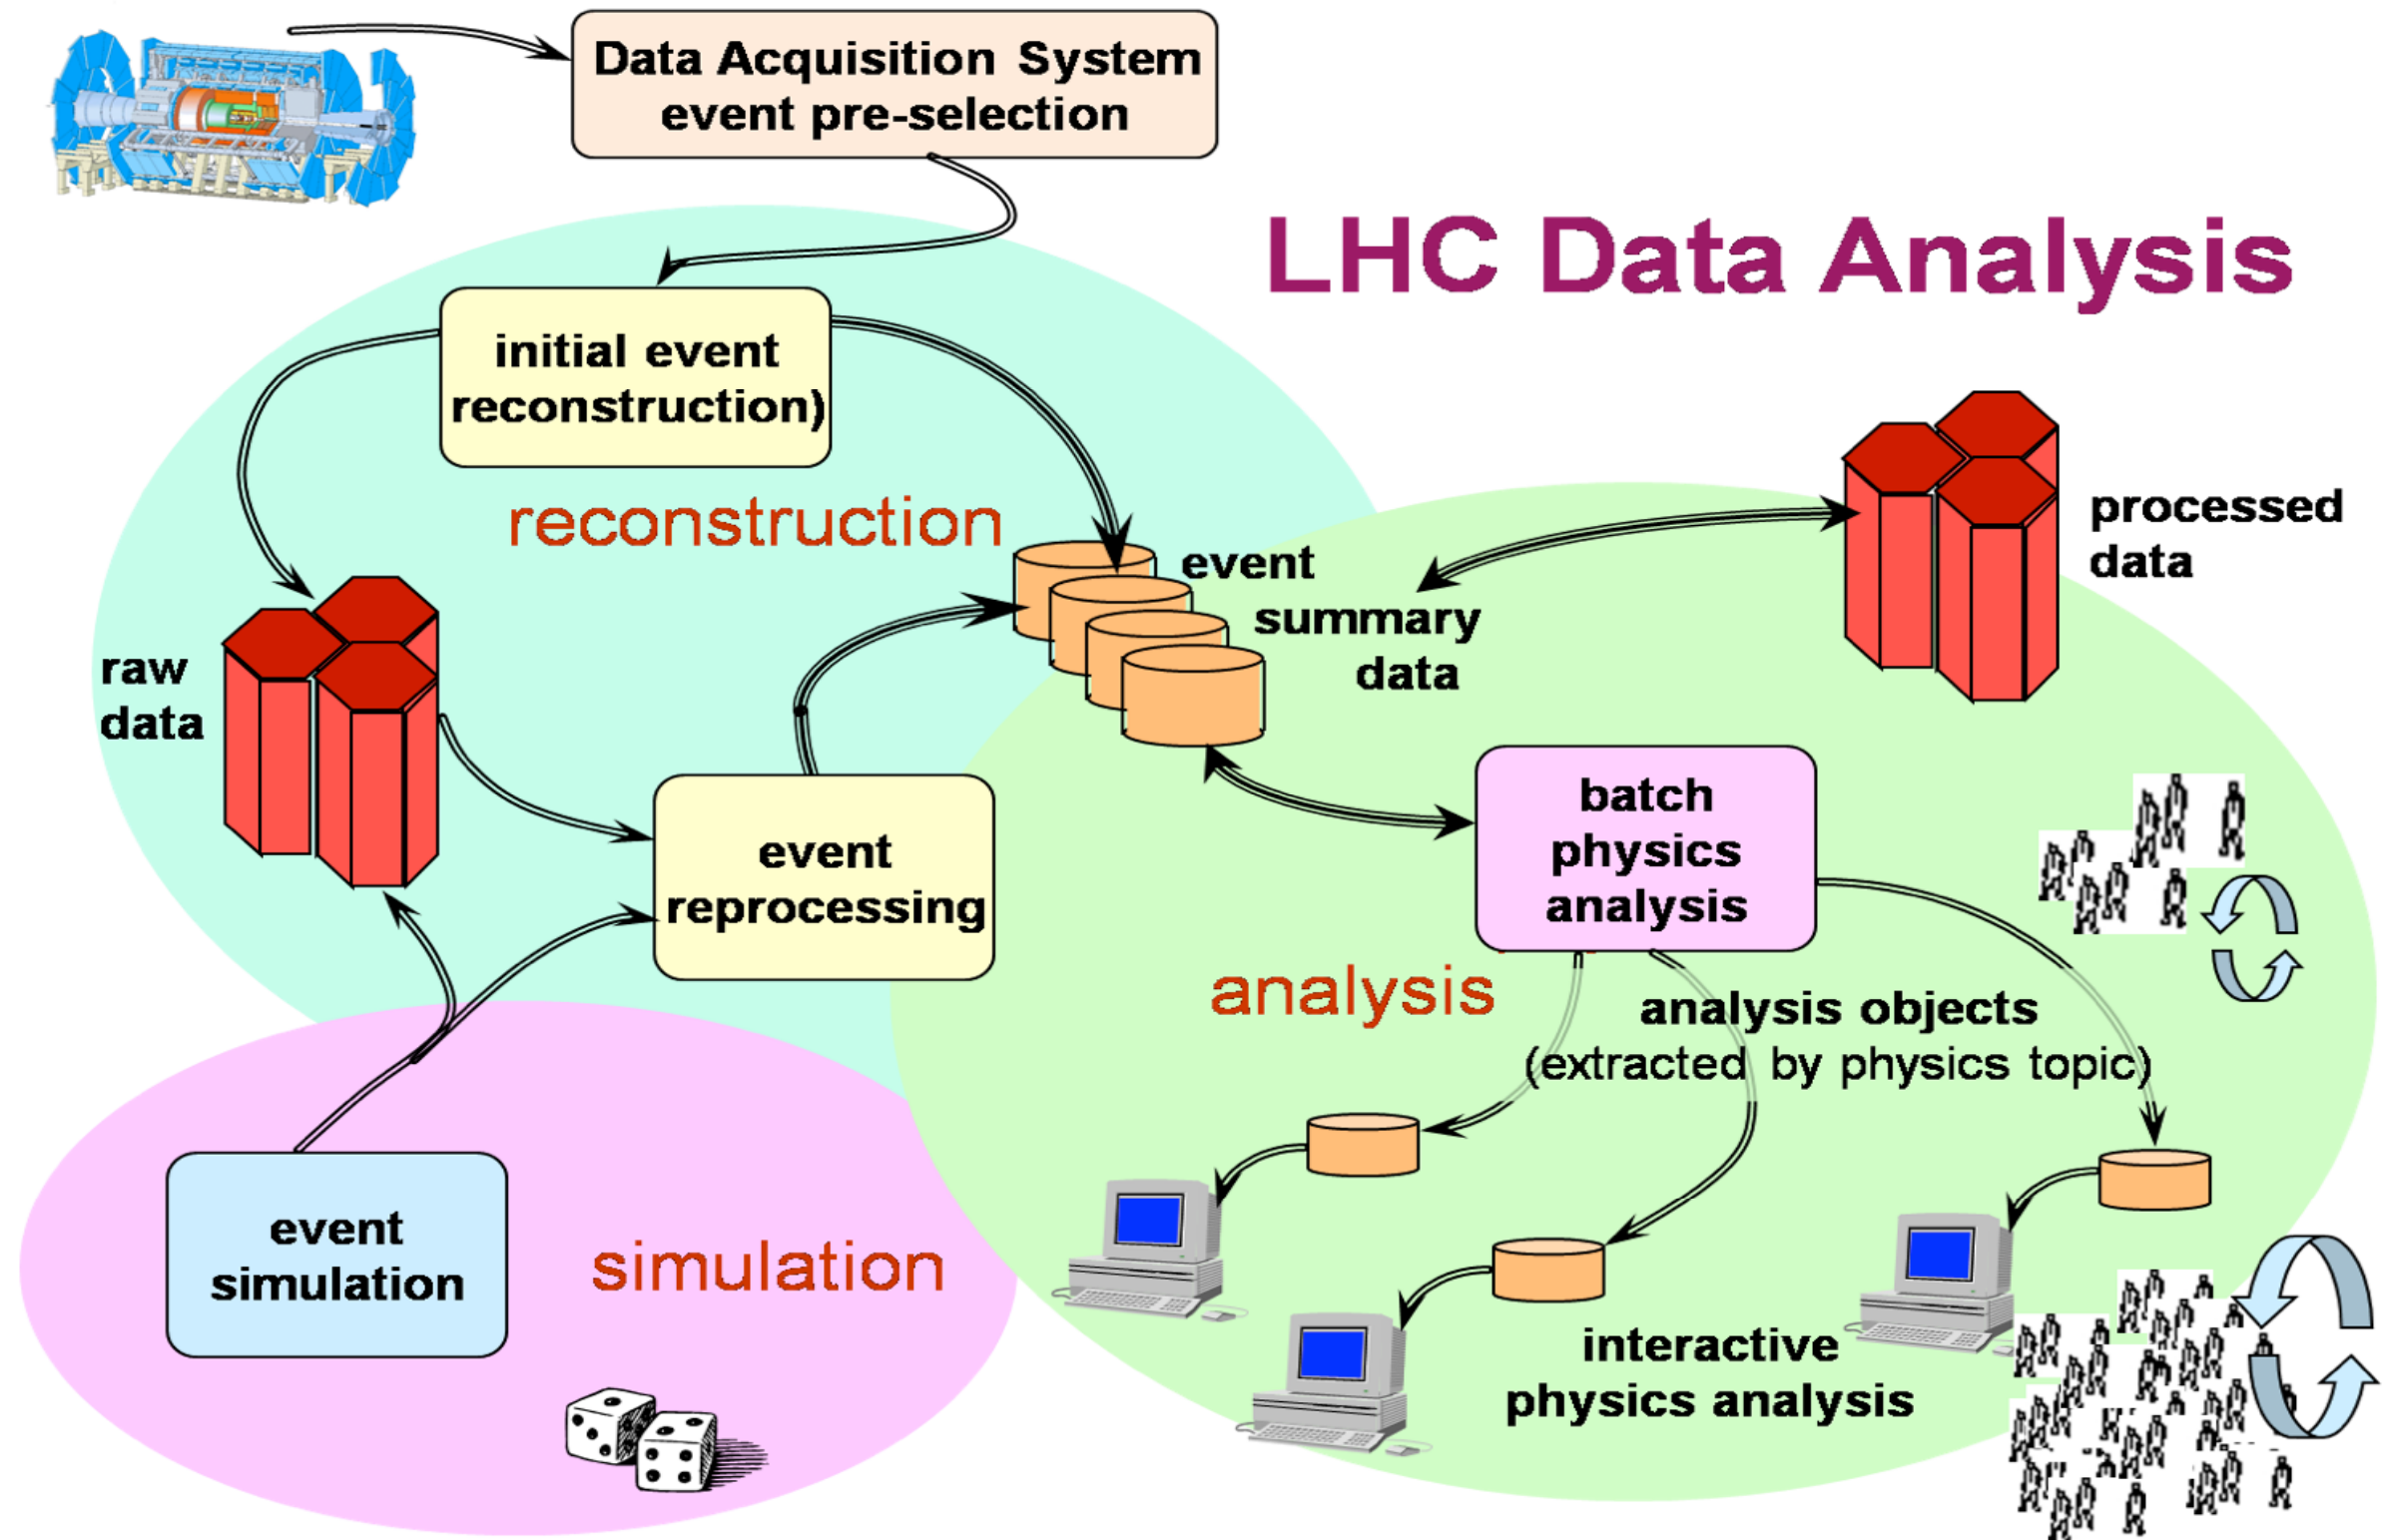 Data Acquisition System
event pre-selection
LHC Data Analysis
initial event
reconstruction)
reconstruction
processed
data
event
summary
data
raw
data
batch
physics
analysis
event
reprocessing
analysis
analysis objects
(extracted by physics topic)
event
simulation
simulation
interactive
physics analysis